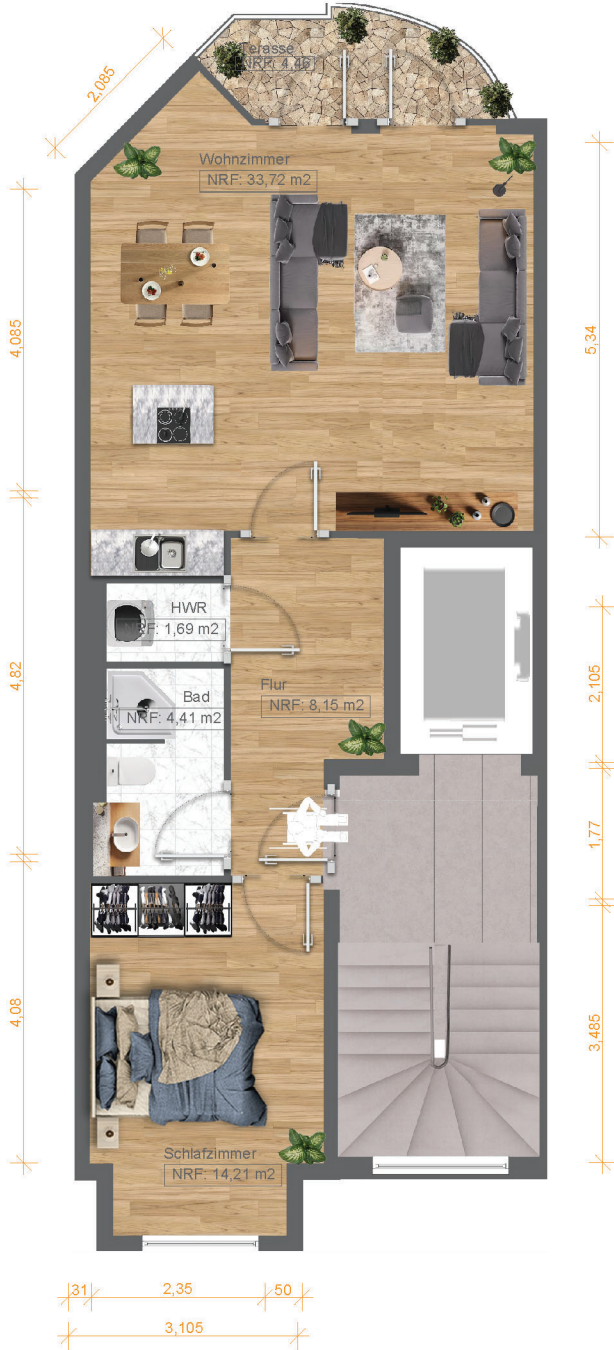 Terasse
NRF: 4,46
2,085
Wohnzimmer
NRF: 33,72 m2
4,085
5,34
HWR
NRF: 1,69 m2
4,82
Bad
NRF: 4,41 m2
Flur
NRF: 8,15 m2
2,105
1,77
4,08
3,485
Schlafzimmer
NRF: 14,21 m2
31
2,35
50
3,105